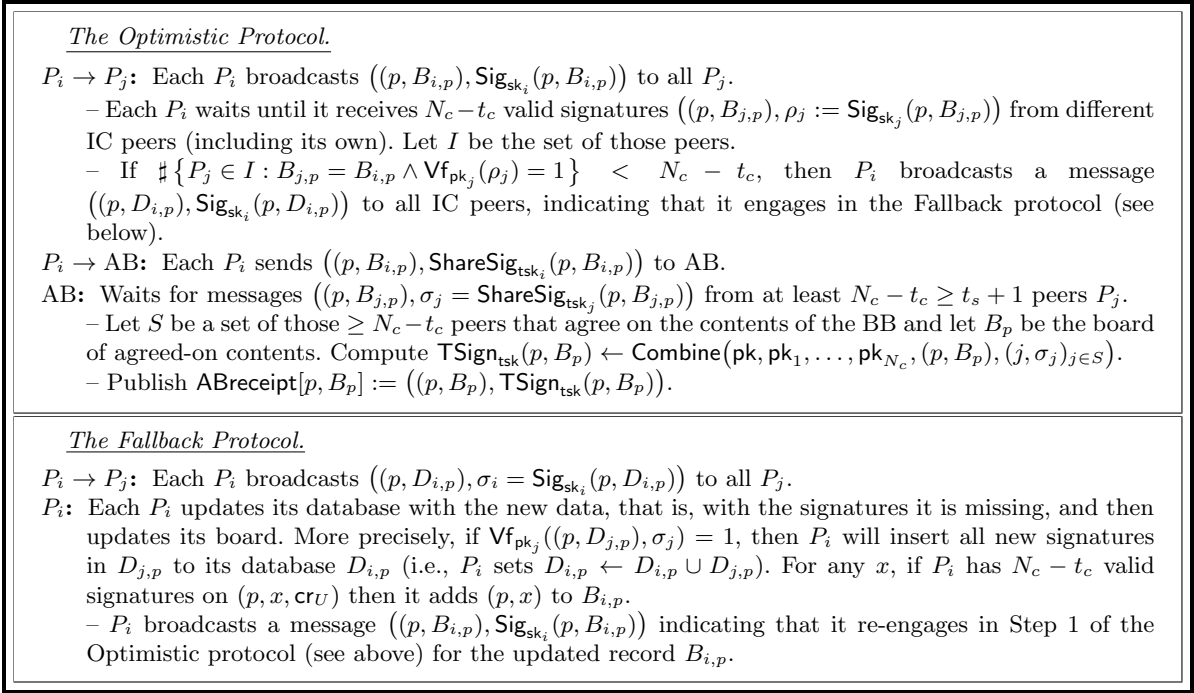 The Optimistic Protocol.
P_i → P_j: Each P_i broadcasts ((p, B_{i,p}), Sig_{sk_i}(p, B_{i,p})) to all P_j.
– Each P_i waits until it receives N_c − t_c valid signatures ((p, B_{j,p}), ρ_j := Sig_{sk_j}(p, B_{j,p})) from different
IC peers (including its own). Let I be the set of those peers.
– If ♯{P_j ∈ I : B_{j,p} = B_{i,p} ∧ Vf_{pk_j}(ρ_j) = 1} < N_c − t_c, then P_i broadcasts a message
((p, D_{i,p}), Sig_{sk_i}(p, D_{i,p})) to all IC peers, indicating that it engages in the Fallback protocol (see
below).
P_i → AB: Each P_i sends ((p, B_{i,p}), ShareSig_{tsk_i}(p, B_{i,p})) to AB.
AB: Waits for messages ((p, B_{j,p}), σ_j = ShareSig_{tsk_j}(p, B_{j,p})) from at least N_c − t_c ≥ t_s + 1 peers P_j.
– Let S be a set of those ≥ N_c − t_c peers that agree on the contents of the BB and let B_p be the board
of agreed-on contents. Compute TSign_{tsk}(p, B_p) ← Combine(pk, pk_1, . . . , pk_{N_c}, (p, B_p), (j, σ_j)_{j∈S}).
– Publish ABreceipt[p, B_p] := ((p, B_p), TSign_{tsk}(p, B_p)).
The Fallback Protocol.
P_i → P_j: Each P_i broadcasts ((p, D_{i,p}), σ_i = Sig_{sk_i}(p, D_{i,p})) to all P_j.
P_i: Each P_i updates its database with the new data, that is, with the signatures it is missing, and then
updates its board. More precisely, if Vf_{pk_j}((p, D_{j,p}), σ_j) = 1, then P_i will insert all new signatures
in D_{j,p} to its database D_{i,p} (i.e., P_i sets D_{i,p} ← D_{i,p} ∪ D_{j,p}). For any x, if P_i has N_c − t_c valid
signatures on (p, x, cr_U) then it adds (p, x) to B_{i,p}.
– P_i broadcasts a message ((p, B_{i,p}), Sig_{sk_i}(p, B_{i,p})) indicating that it re-engages in Step 1 of the
Optimistic protocol (see above) for the updated record B_{i,p}.